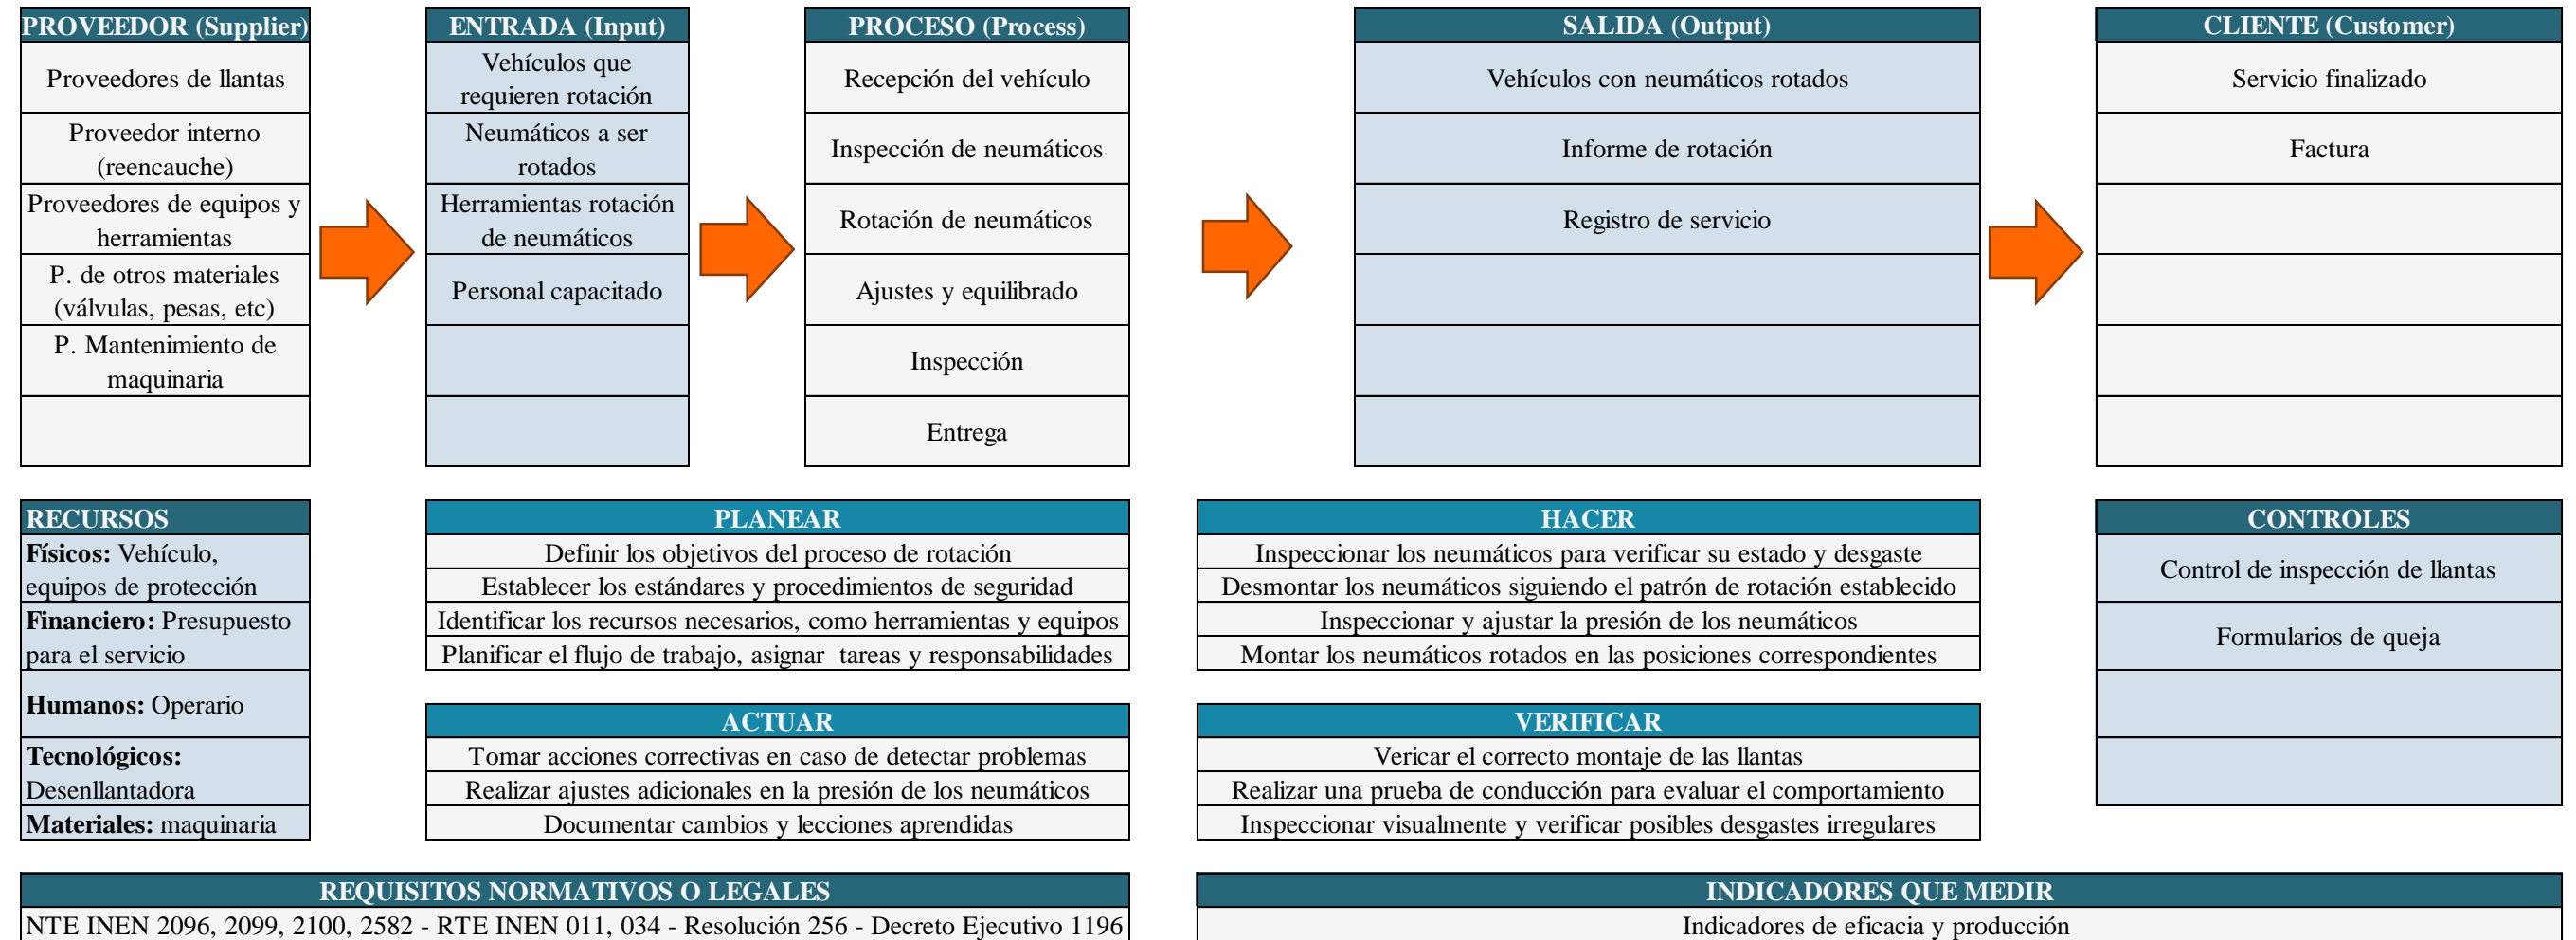 PROVEEDOR (Supplier)
Proveedores de llantas
Proveedor interno
(reencauche)
Proveedores de equipos y
herramientas
P. de otros materiales
(válvulas, pesas, etc)
P. Mantenimiento de
maquinaria
ENTRADA (Input)
Vehículos que
requieren rotación
Neumáticos a ser
rotados
Herramientas rotación
de neumáticos
Personal capacitado
PROCESO (Process)
Recepción del vehículo
Inspección de neumáticos
Rotación de neumáticos
Ajustes y equilibrado
Inspección
Entrega
SALIDA (Output)
Vehículos con neumáticos rotados
Informe de rotación
Registro de servicio
CLIENTE (Customer)
Servicio finalizado
Factura
RECURSOS
Físicos: Vehículo,
equipos de protección
Financiero: Presupuesto
para el servicio
Humanos: Operario
Tecnológicos:
Desenllantadora
Materiales: maquinaria
PLANEAR
Definir los objetivos del proceso de rotación
Establecer los estándares y procedimientos de seguridad
Identificar los recursos necesarios, como herramientas y equipos
Planificar el flujo de trabajo, asignar  tareas y responsabilidades
HACER
Inspeccionar los neumáticos para verificar su estado y desgaste
Desmontar los neumáticos siguiendo el patrón de rotación establecido
Inspeccionar y ajustar la presión de los neumáticos
Montar los neumáticos rotados en las posiciones correspondientes
CONTROLES
Control de inspección de llantas
Formularios de queja
ACTUAR
Tomar acciones correctivas en caso de detectar problemas
Realizar ajustes adicionales en la presión de los neumáticos
Documentar cambios y lecciones aprendidas
VERIFICAR
Vericar el correcto montaje de las llantas
Realizar una prueba de conducción para evaluar el comportamiento
Inspeccionar visualmente y verificar posibles desgastes irregulares
REQUISITOS NORMATIVOS O LEGALES
NTE INEN 2096, 2099, 2100, 2582 - RTE INEN 011, 034 - Resolución 256 - Decreto Ejecutivo 1196
INDICADORES QUE MEDIR
Indicadores de eficacia y producción